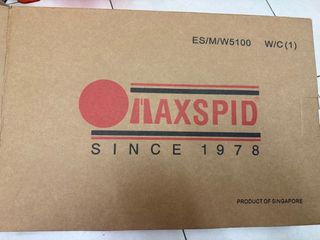 ES/M/W5100 W/C(1)
MAXSPID
SINCE 1978
PRODUCT OF SINGAPORE